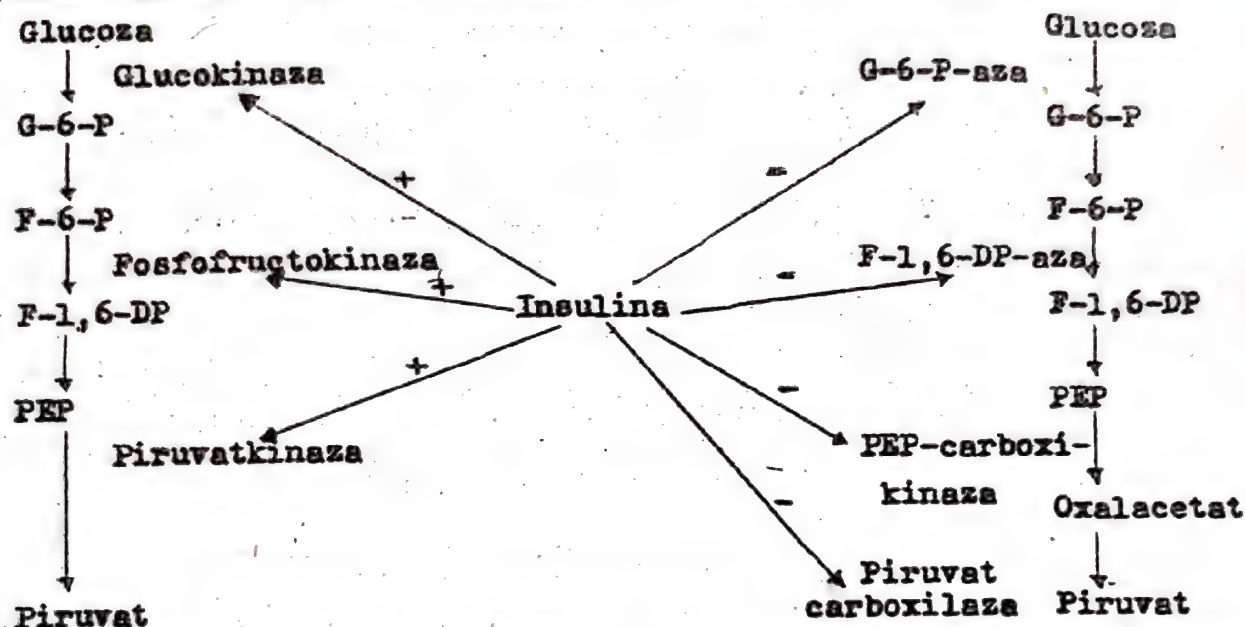 Glucoza
Glucokinaza
G-6-P
F-6-P
Fosfofructokinaza
F-1,6-DP
PEP
Piruvatkinaza
Piruvat
+
+
+
Insulina
-
-
-
-
G-6-P-aza
F-1,6-DP-aza
PEP-carboxi-
kinaza
Piruvat
carboxilaza
Glucoza
G-6-P
F-6-P
F-1,6-DP
PEP
Oxalacetat
Piruvat